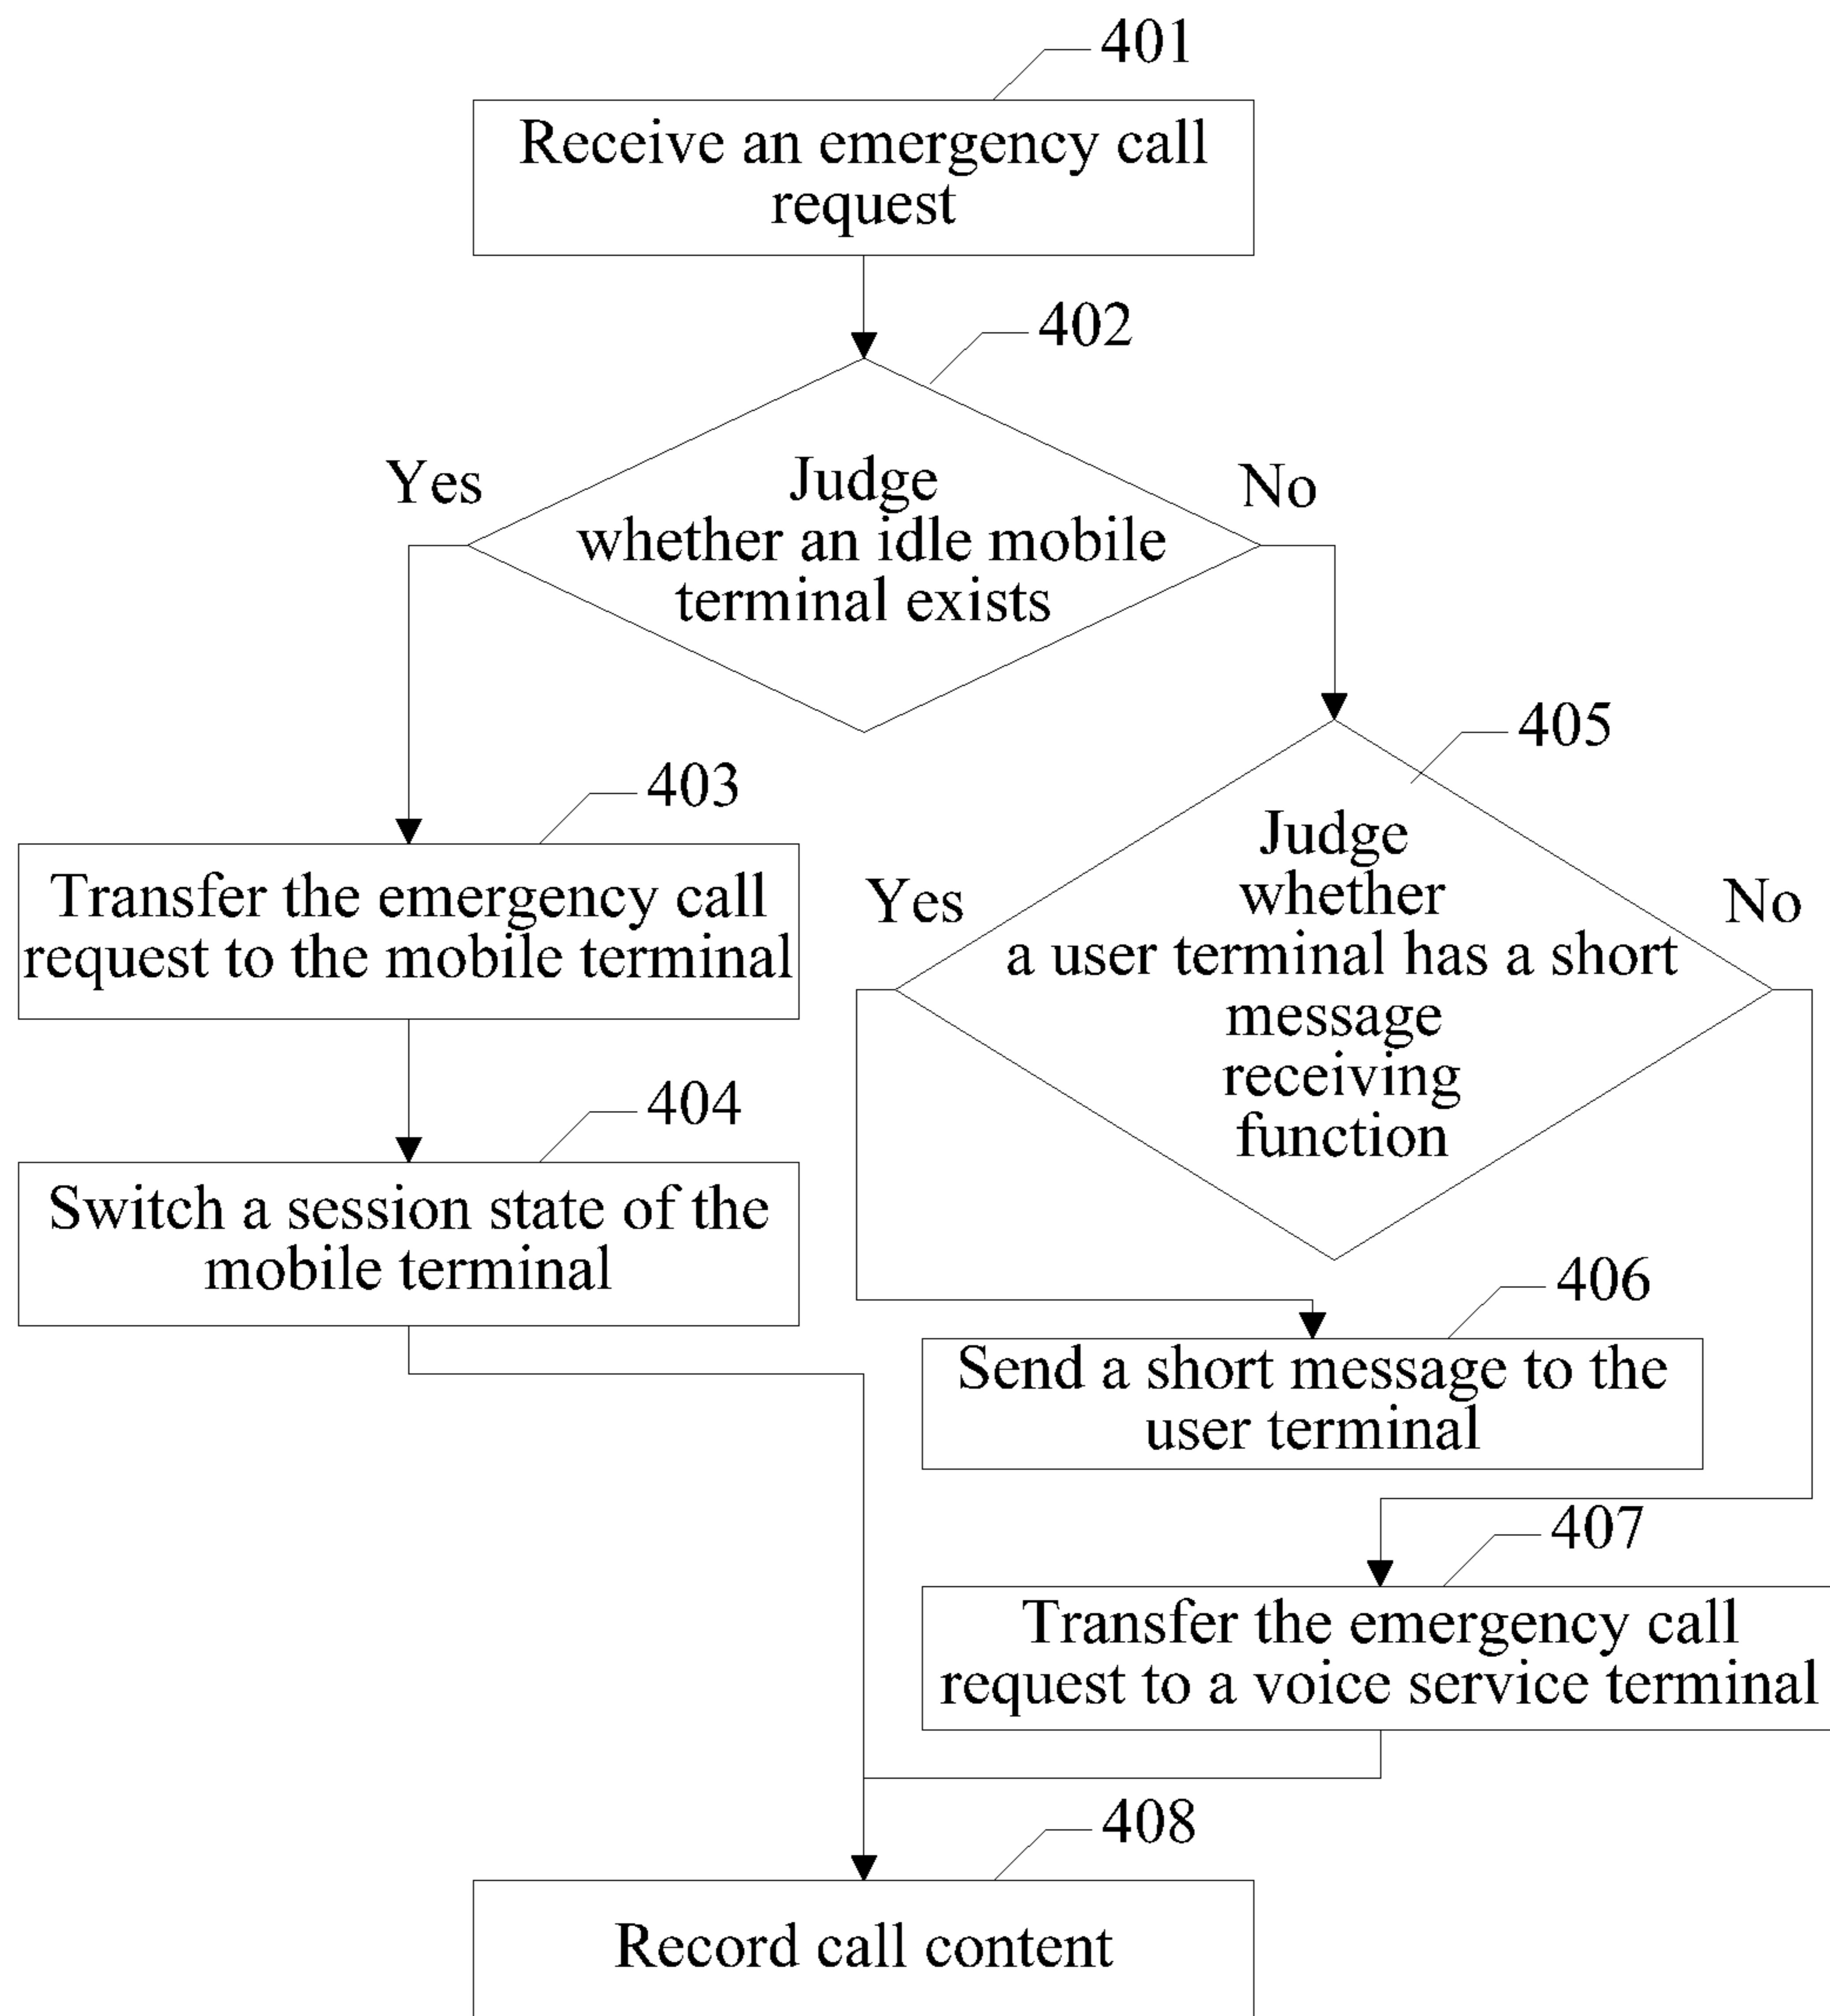 401
Receive an emergency call
request
402
Yes
No
Judge
whether an idle mobile
terminal exists
403
Transfer the emergency call
request to the mobile terminal
404
Switch a session state of the
mobile terminal
405
Yes
No
Judge
whether
a user terminal has a short
message
receiving
function
406
Send a short message to the
user terminal
407
Transfer the emergency call
request to a voice service terminal
408
Record call content